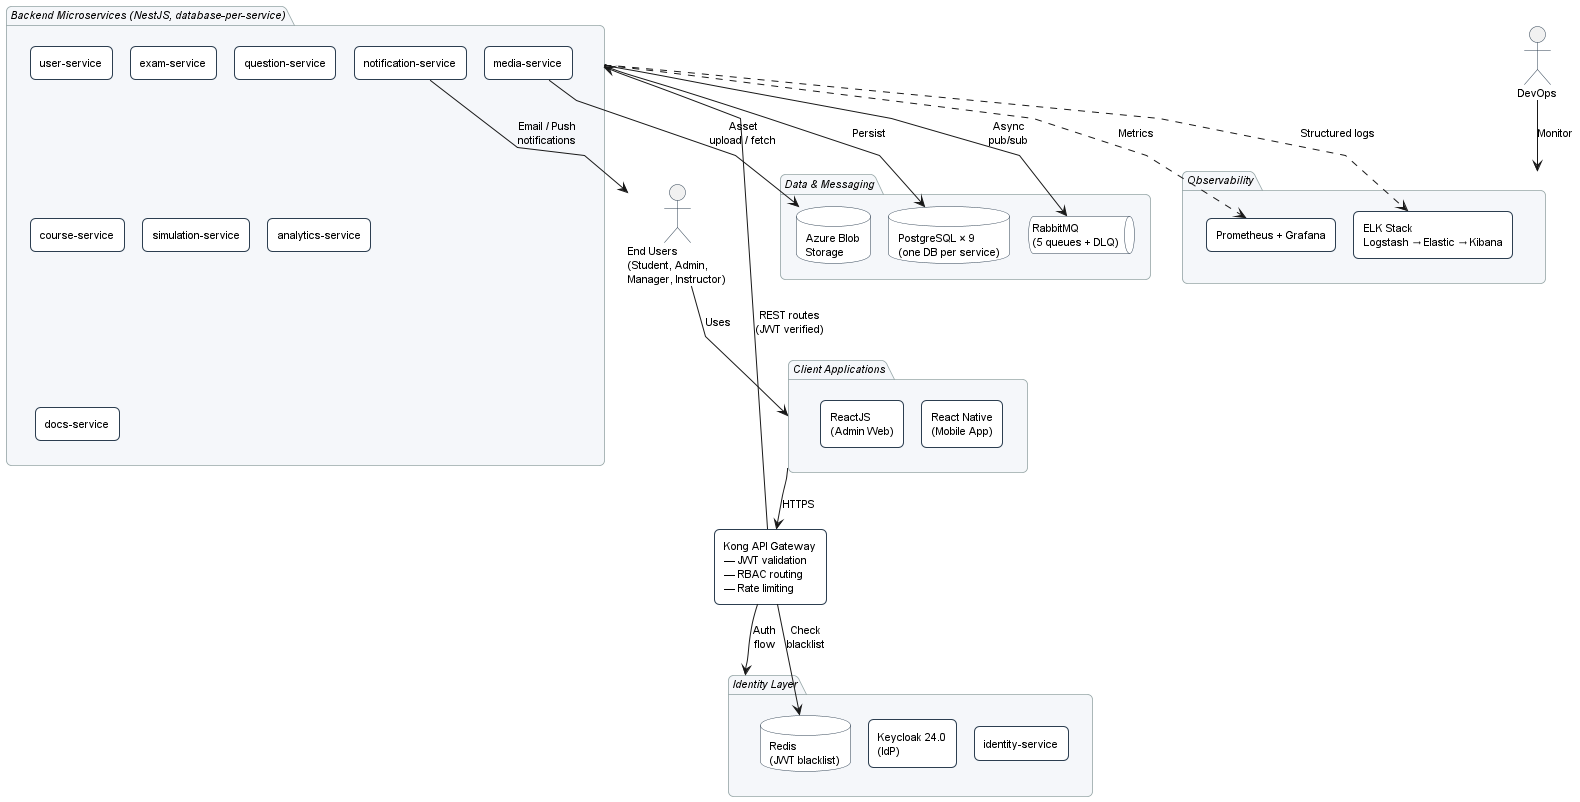 Backend Microservices (NestJS, database-per-service)
user-service
exam-service
question-service
notification-service
media-service
course-service
simulation-service
analytics-service
docs-service
Email / Push
notifications
Asset
upload / fetch
Persist
Async
pub/sub
Metrics
Structured logs
DevOps
Monitor
Data & Messaging
Azure Blob
Storage
PostgreSQL × 9
(one DB per service)
RabbitMQ
(5 queues + DLQ)
Observability
Prometheus + Grafana
ELK Stack
Logstash → Elastic → Kibana
End Users
(Student, Admin,
Manager, Instructor)
Uses
REST routes
(JWT verified)
Client Applications
ReactJS
(Admin Web)
React Native
(Mobile App)
HTTPS
Kong API Gateway
— JWT validation
— RBAC routing
— Rate limiting
Auth
flow
Check
blacklist
Identity Layer
Redis
(JWT blacklist)
Keycloak 24.0
(IdP)
identity-service